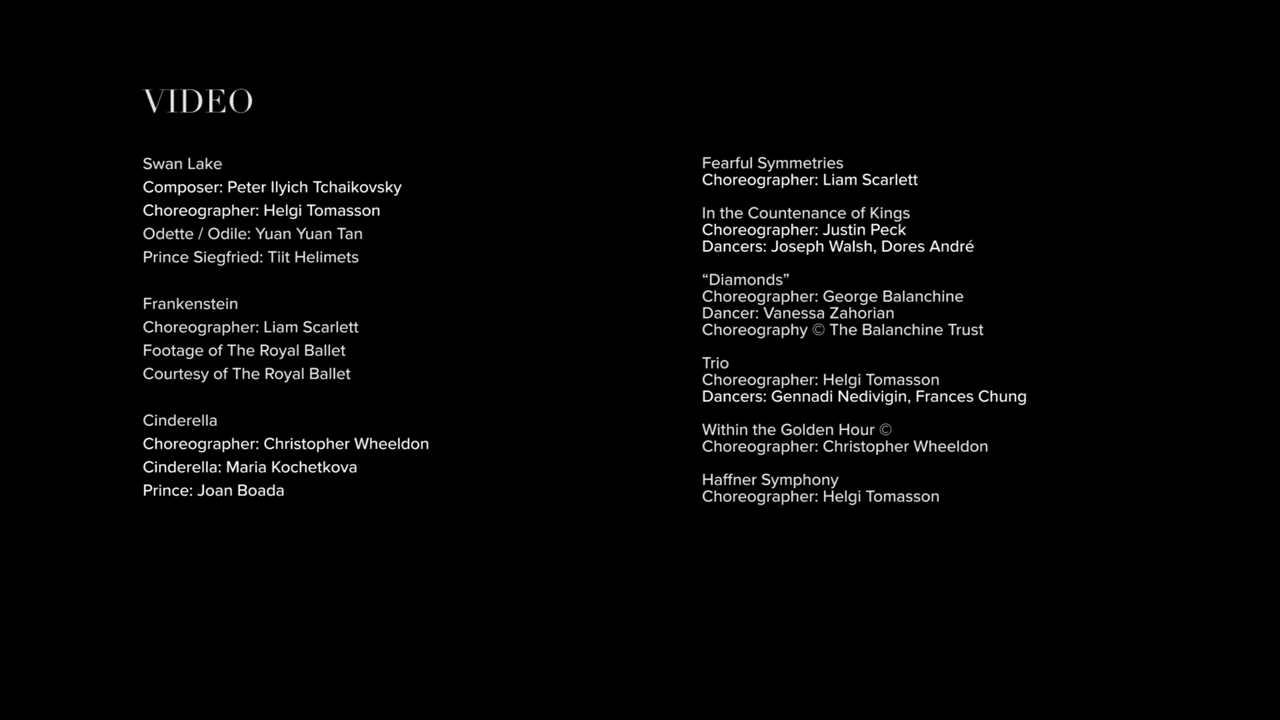 VIDEO
Swan Lake
Composer: Peter Ilyich Tchaikovsky
Choreographer: Helgi Tomasson
Odette / Odile: Yuan Yuan Tan
Prince Siegfried: Tiit Helimets
Frankenstein
Choreographer: Liam Scarlett
Footage of The Royal Ballet
Courtesy of The Royal Ballet
Cinderella
Choreographer: Christopher Wheeldon
Cinderella: Maria Kochetkova
Prince: Joan Boada
Fearful Symmetries
Choreographer: Liam Scarlett
In the Countenance of Kings
Choreographer: Justin Peck
Dancers: Joseph Walsh, Dores André
“Diamonds”
Choreographer: George Balanchine
Dancer: Vanessa Zahorian
Choreography © The Balanchine Trust
Trio
Choreographer: Helgi Tomasson
Dancers: Gennadi Nedivigin, Frances Chung
Within the Golden Hour ©
Choreographer: Christopher Wheeldon
Haffner Symphony
Choreographer: Helgi Tomasson